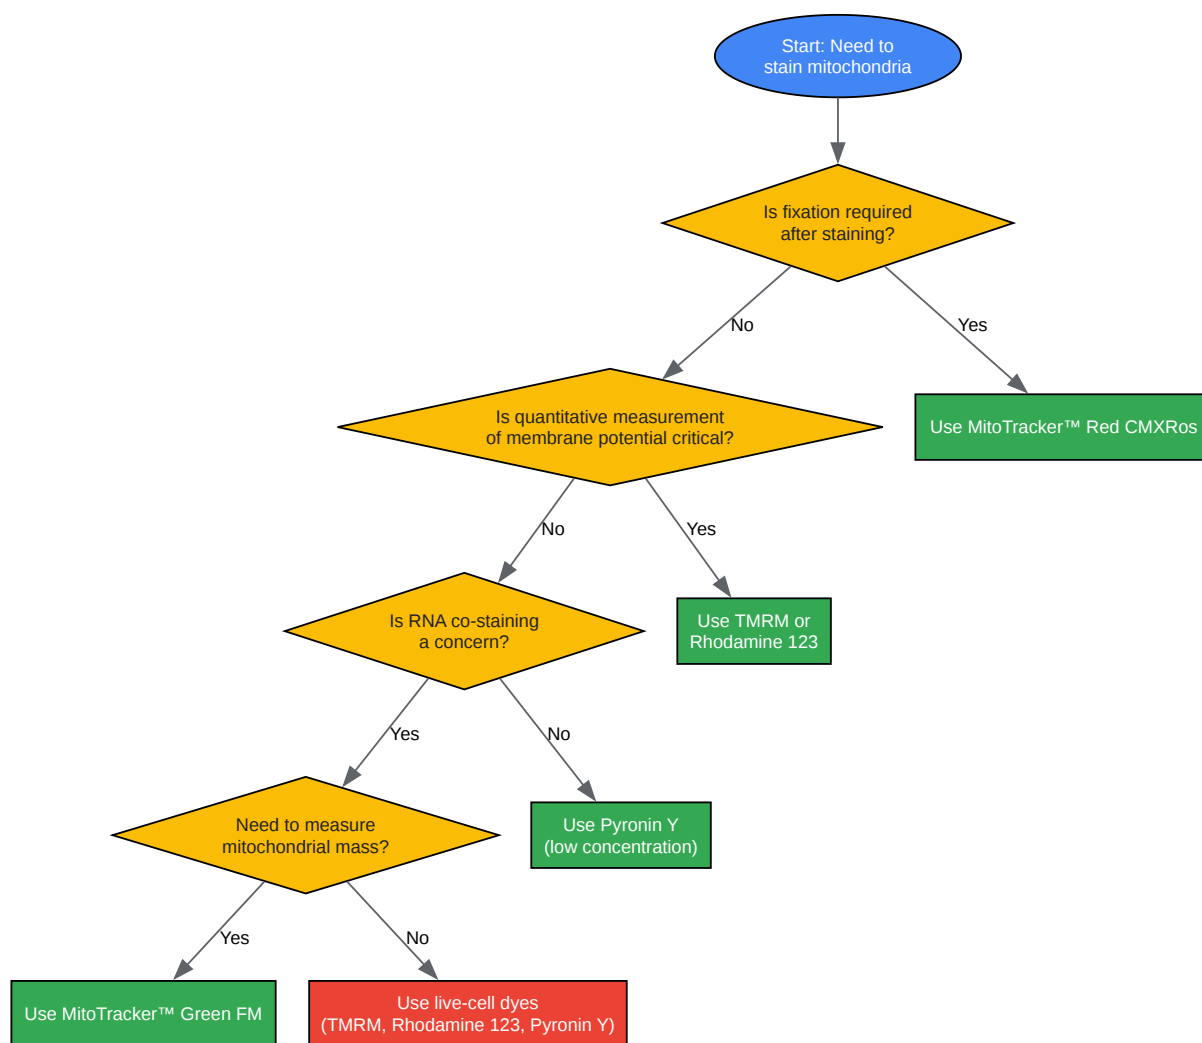 Start: Need to
stain mitochondria
Is fixation required
after staining?
No
Yes
Is quantitative measurement
of membrane potential critical?
Use MitoTracker™ Red CMXRos
No
Yes
Is RNA co-staining
a concern?
Use TMRM or
Rhodamine 123
Yes
No
Need to measure
mitochondrial mass?
Use Pyronin Y
(low concentration)
Yes
No
Use MitoTracker™ Green FM
Use live-cell dyes
(TMRM, Rhodamine 123, Pyronin Y)